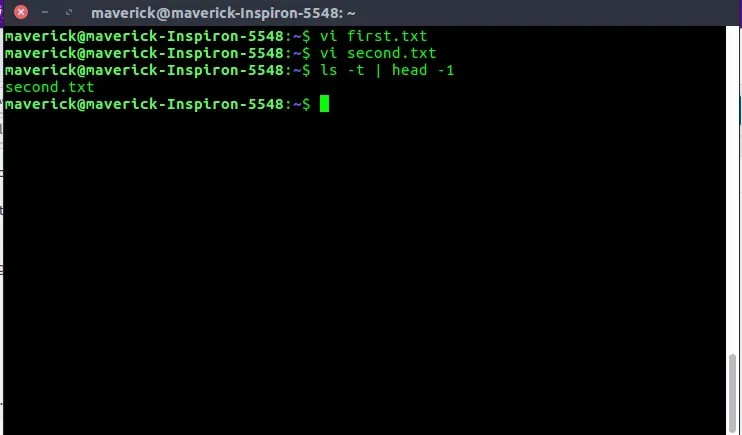 maverick@maverick-Inspiron-5548: ~
maverick@maverick-Inspiron-5548:~$ vi first.txt
maverick@maverick-Inspiron-5548:~$ vi second.txt
maverick@maverick-Inspiron-5548:~$ ls -t | head -1
second.txt
maverick@maverick-Inspiron-5548:~$